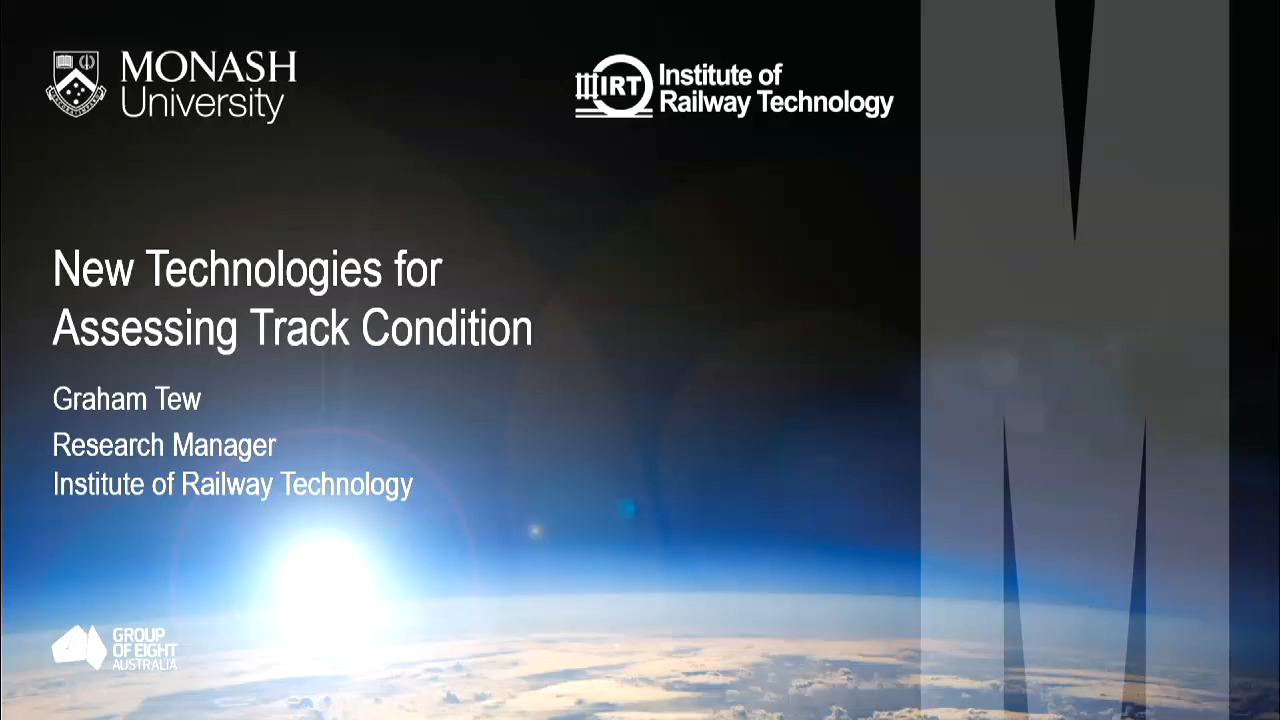 MONASH
University
IRT
Institute of
Railway Technology
New Technologies for
Assessing Track Condition
Graham Tew
Research Manager
Institute of Railway Technology
GROUP
OF EIGHT
AUSTRALIA